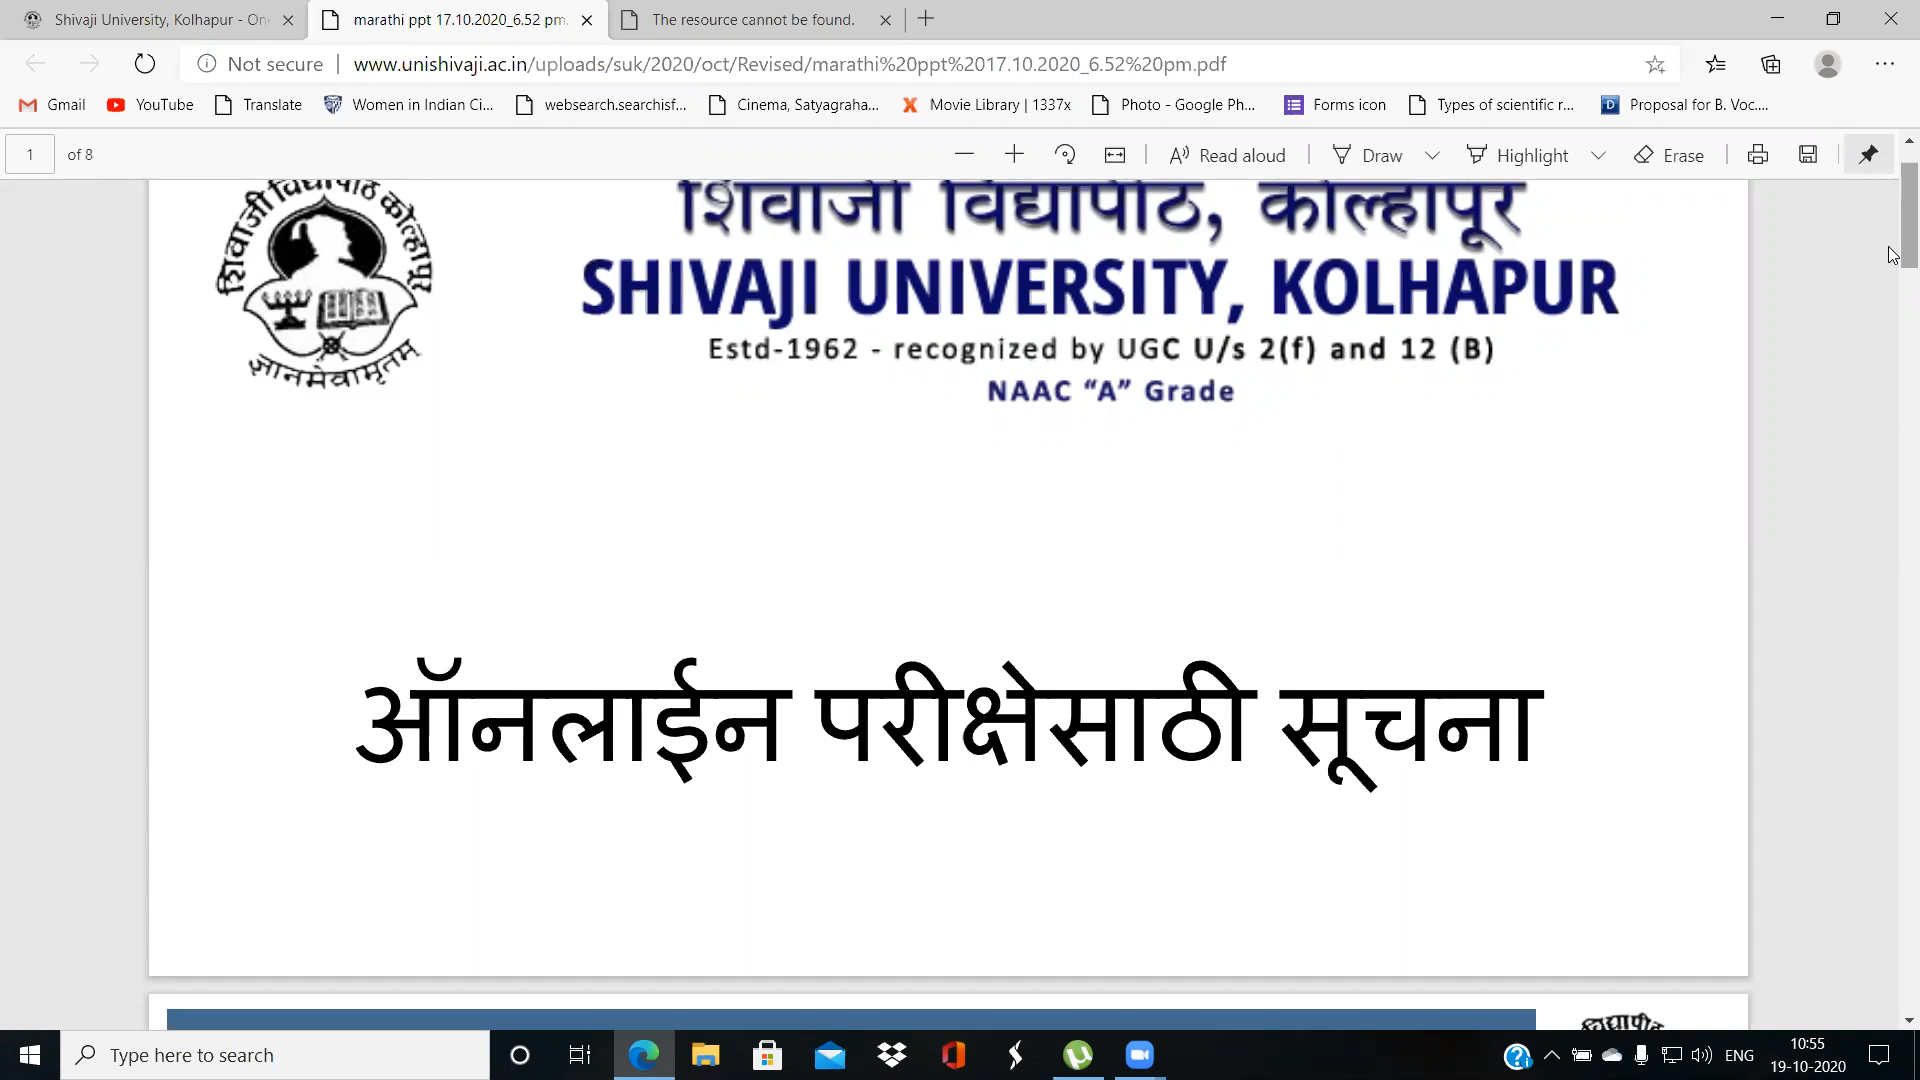 Shivaji University, Kolhapur - On
marathi ppt 17.10.2020_6.52 pm.
The resource cannot be found.
Not secure
www.unishivaji.ac.in/uploads/suk/2020/oct/Revised/marathi%20ppt%2017.10.2020_6.52%20pm.pdf
Gmail
YouTube
Translate
Women in Indian Ci...
websearch.searchisf...
Cinema, Satyagraha...
Movie Library | 1337x
Photo - Google Ph...
Forms icon
Types of scientific r...
Proposal for B. Voc....
1 of 8
Read aloud
Draw
Highlight
Erase
शिवाजी विद्यापीठ कोल्हापूर
ज्ञानमेवामृतम
शिवाजी विद्यापीठ, कोल्हापूर
SHIVAJI UNIVERSITY, KOLHAPUR
Estd-1962 - recognized by UGC U/s 2(f) and 12 (B)
NAAC “A” Grade
ऑनलाईन परीक्षेसाठी सूचना
Type here to search
ENG
10:55
19-10-2020